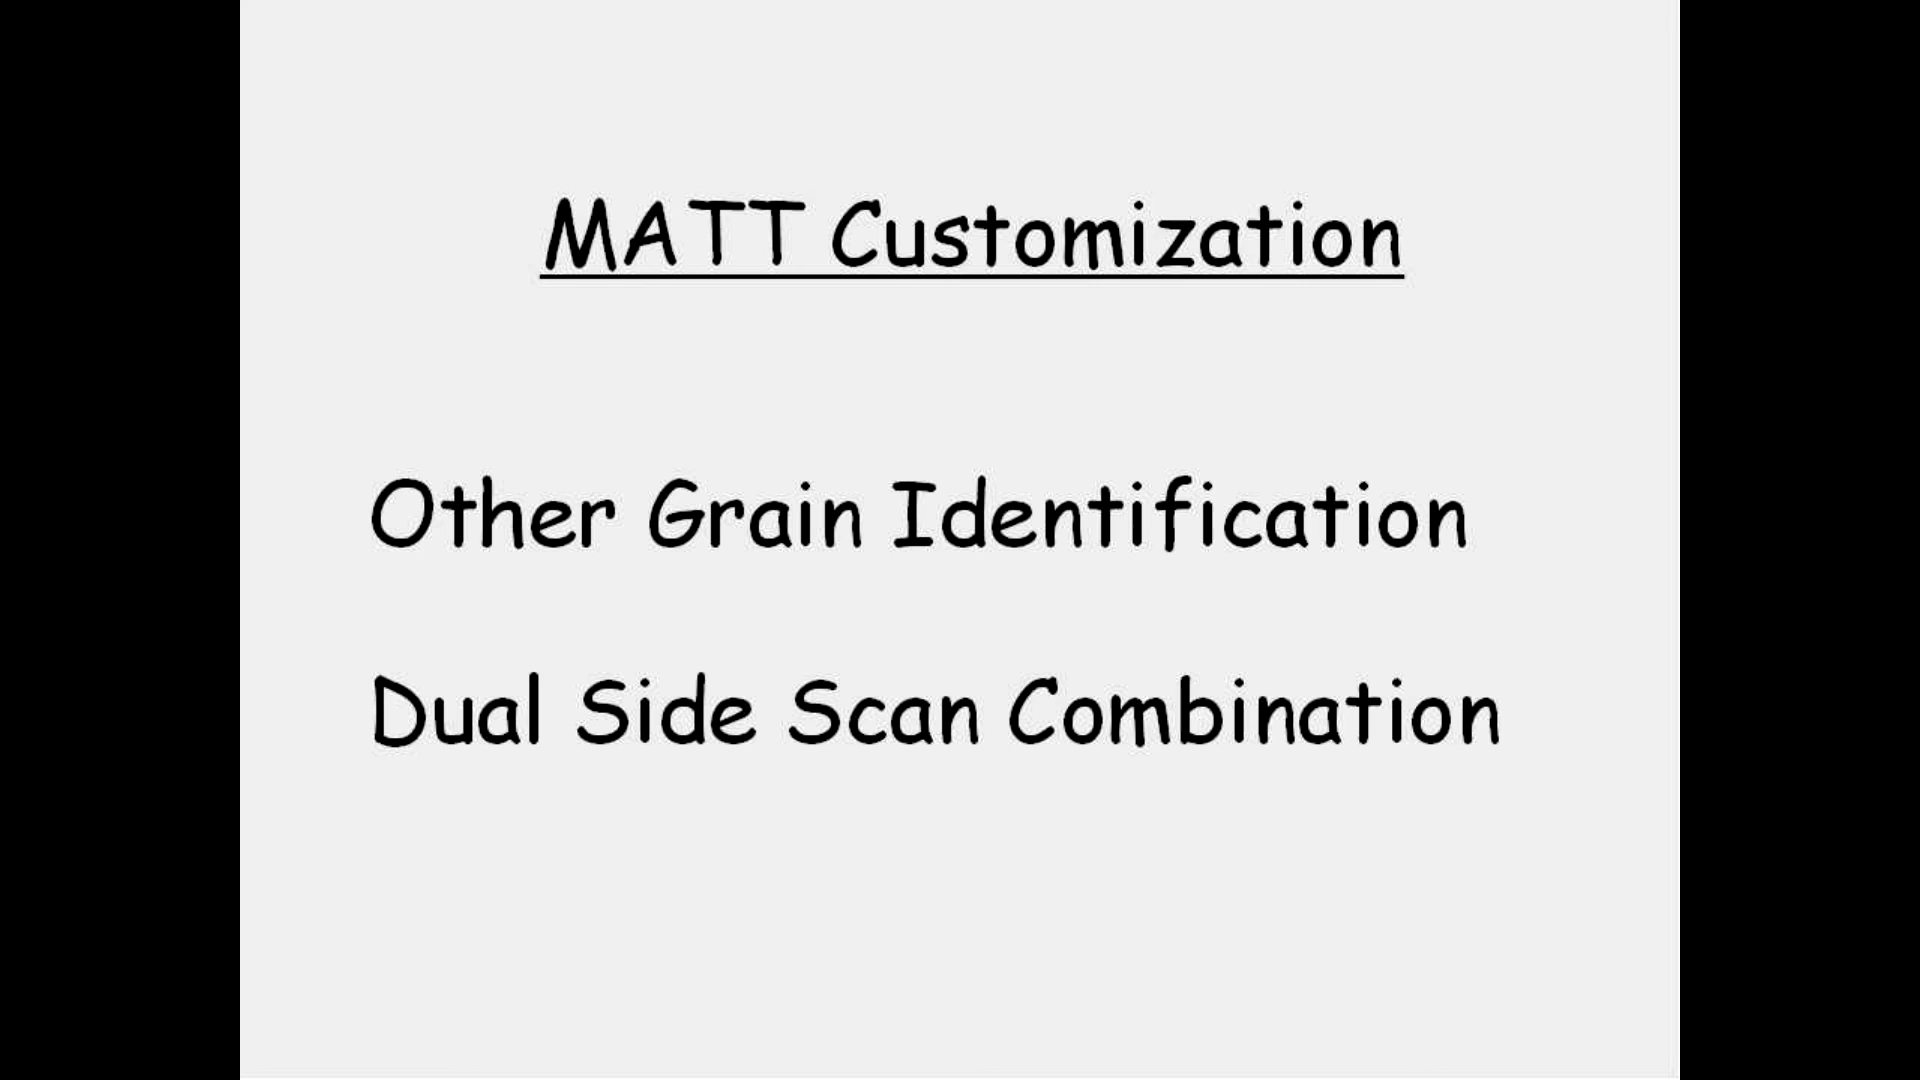 MATT Customization
Other Grain Identification
Dual Side Scan Combination